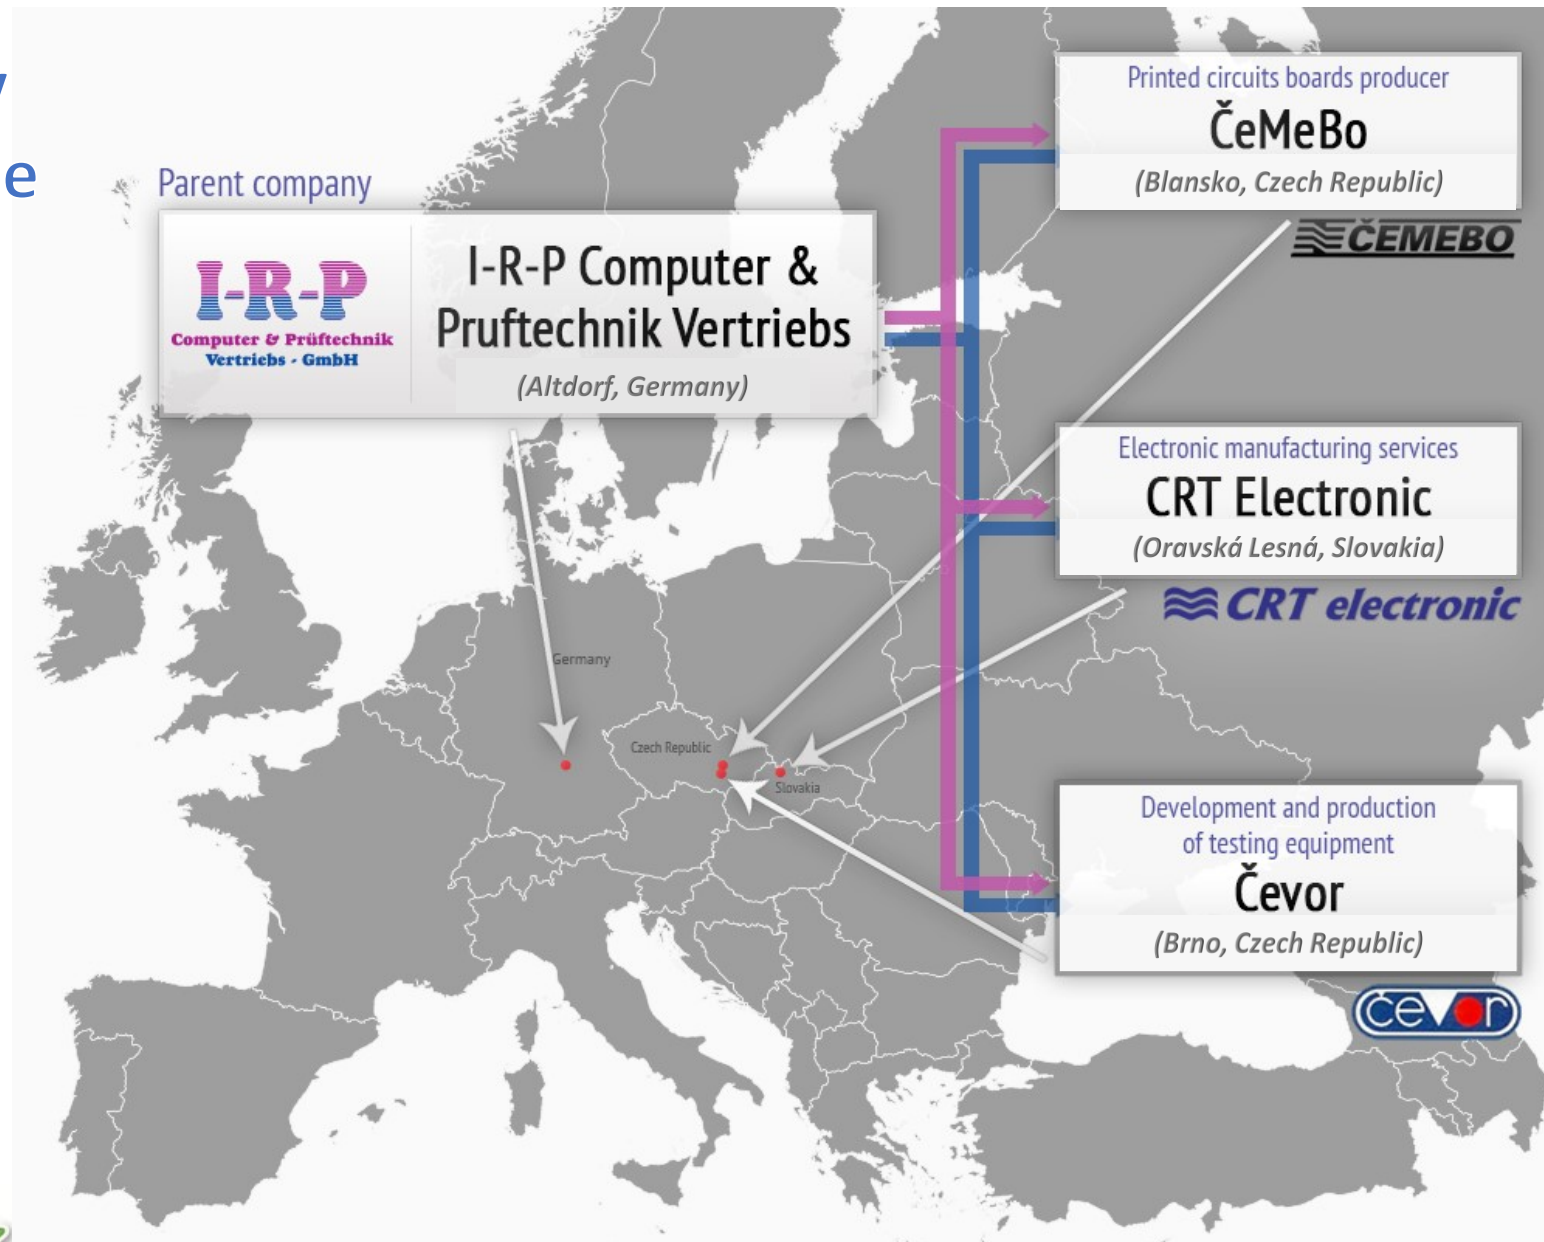 Parent company
I-R-P
Computer & Prüftechnik
Vertriebs - GmbH
I-R-P Computer &
Pruftechnik Vertriebs
(Altdorf, Germany)
Printed circuits boards producer
ČeMeBo
(Blansko, Czech Republic)
ČEMEBO
Electronic manufacturing services
CRT Electronic
(Oravská Lesná, Slovakia)
CRT electronic
Germany
Czech Republic
Slovakia
Development and production
of testing equipment
Čevor
(Brno, Czech Republic)
čevor